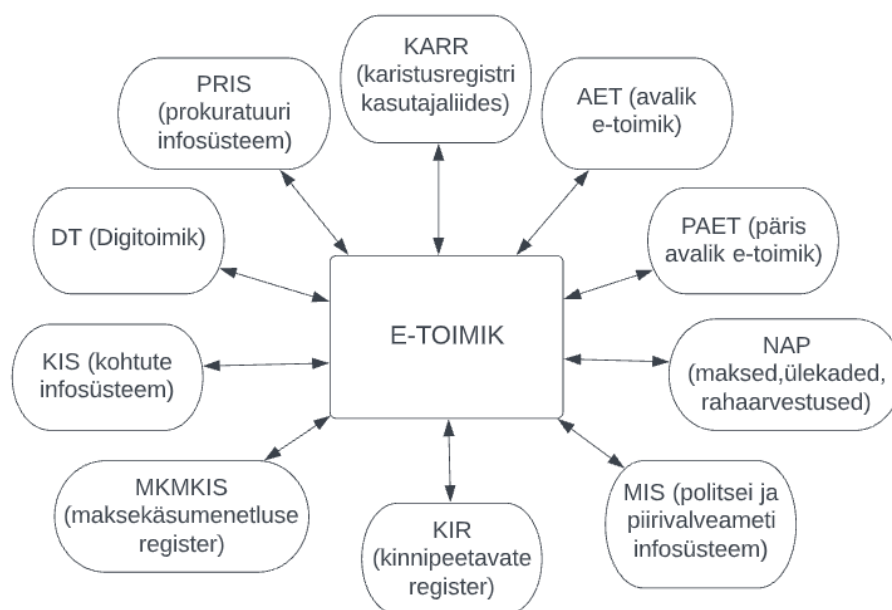 KARR
(karistusregistri
kasutajaliides)
PRIS
(prokuratuuri
infosüsteem)
AET (avalik
e-toimik)
DT (Digitoimik)
PAET (päris
avalik e-toimik)
E-TOIMIK
KIS (kohtute
infosüsteem)
NAP
(maksed,ülekaded,
rahaarvestused)
MKMKIS
(maksekäsumenetluse
register)
KIR
(kinnipeetavate
register)
MIS (politsei ja
piirivalveameti
infosüsteem)